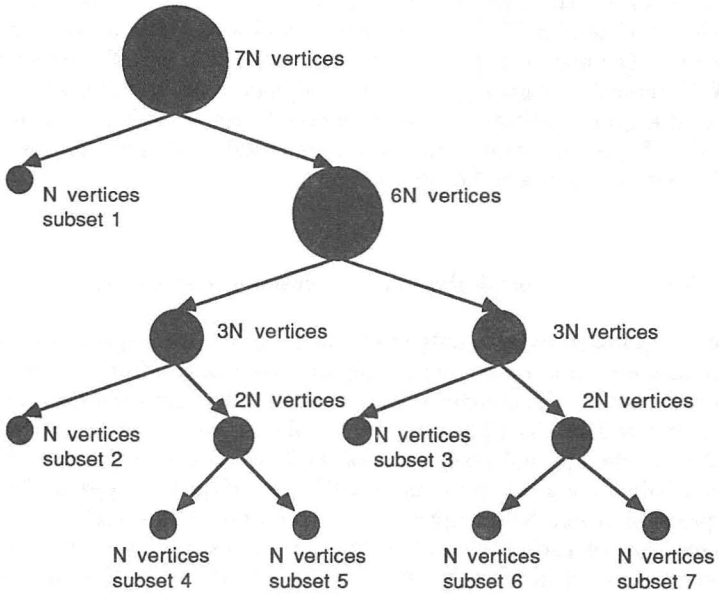 7N vertices
N vertices
subset 1
6N vertices
3N vertices
3N vertices
2N vertices
2N vertices
N vertices
subset 2
N vertices
subset 3
N vertices
subset 4
N vertices
subset 5
N vertices
subset 6
N vertices
subset 7